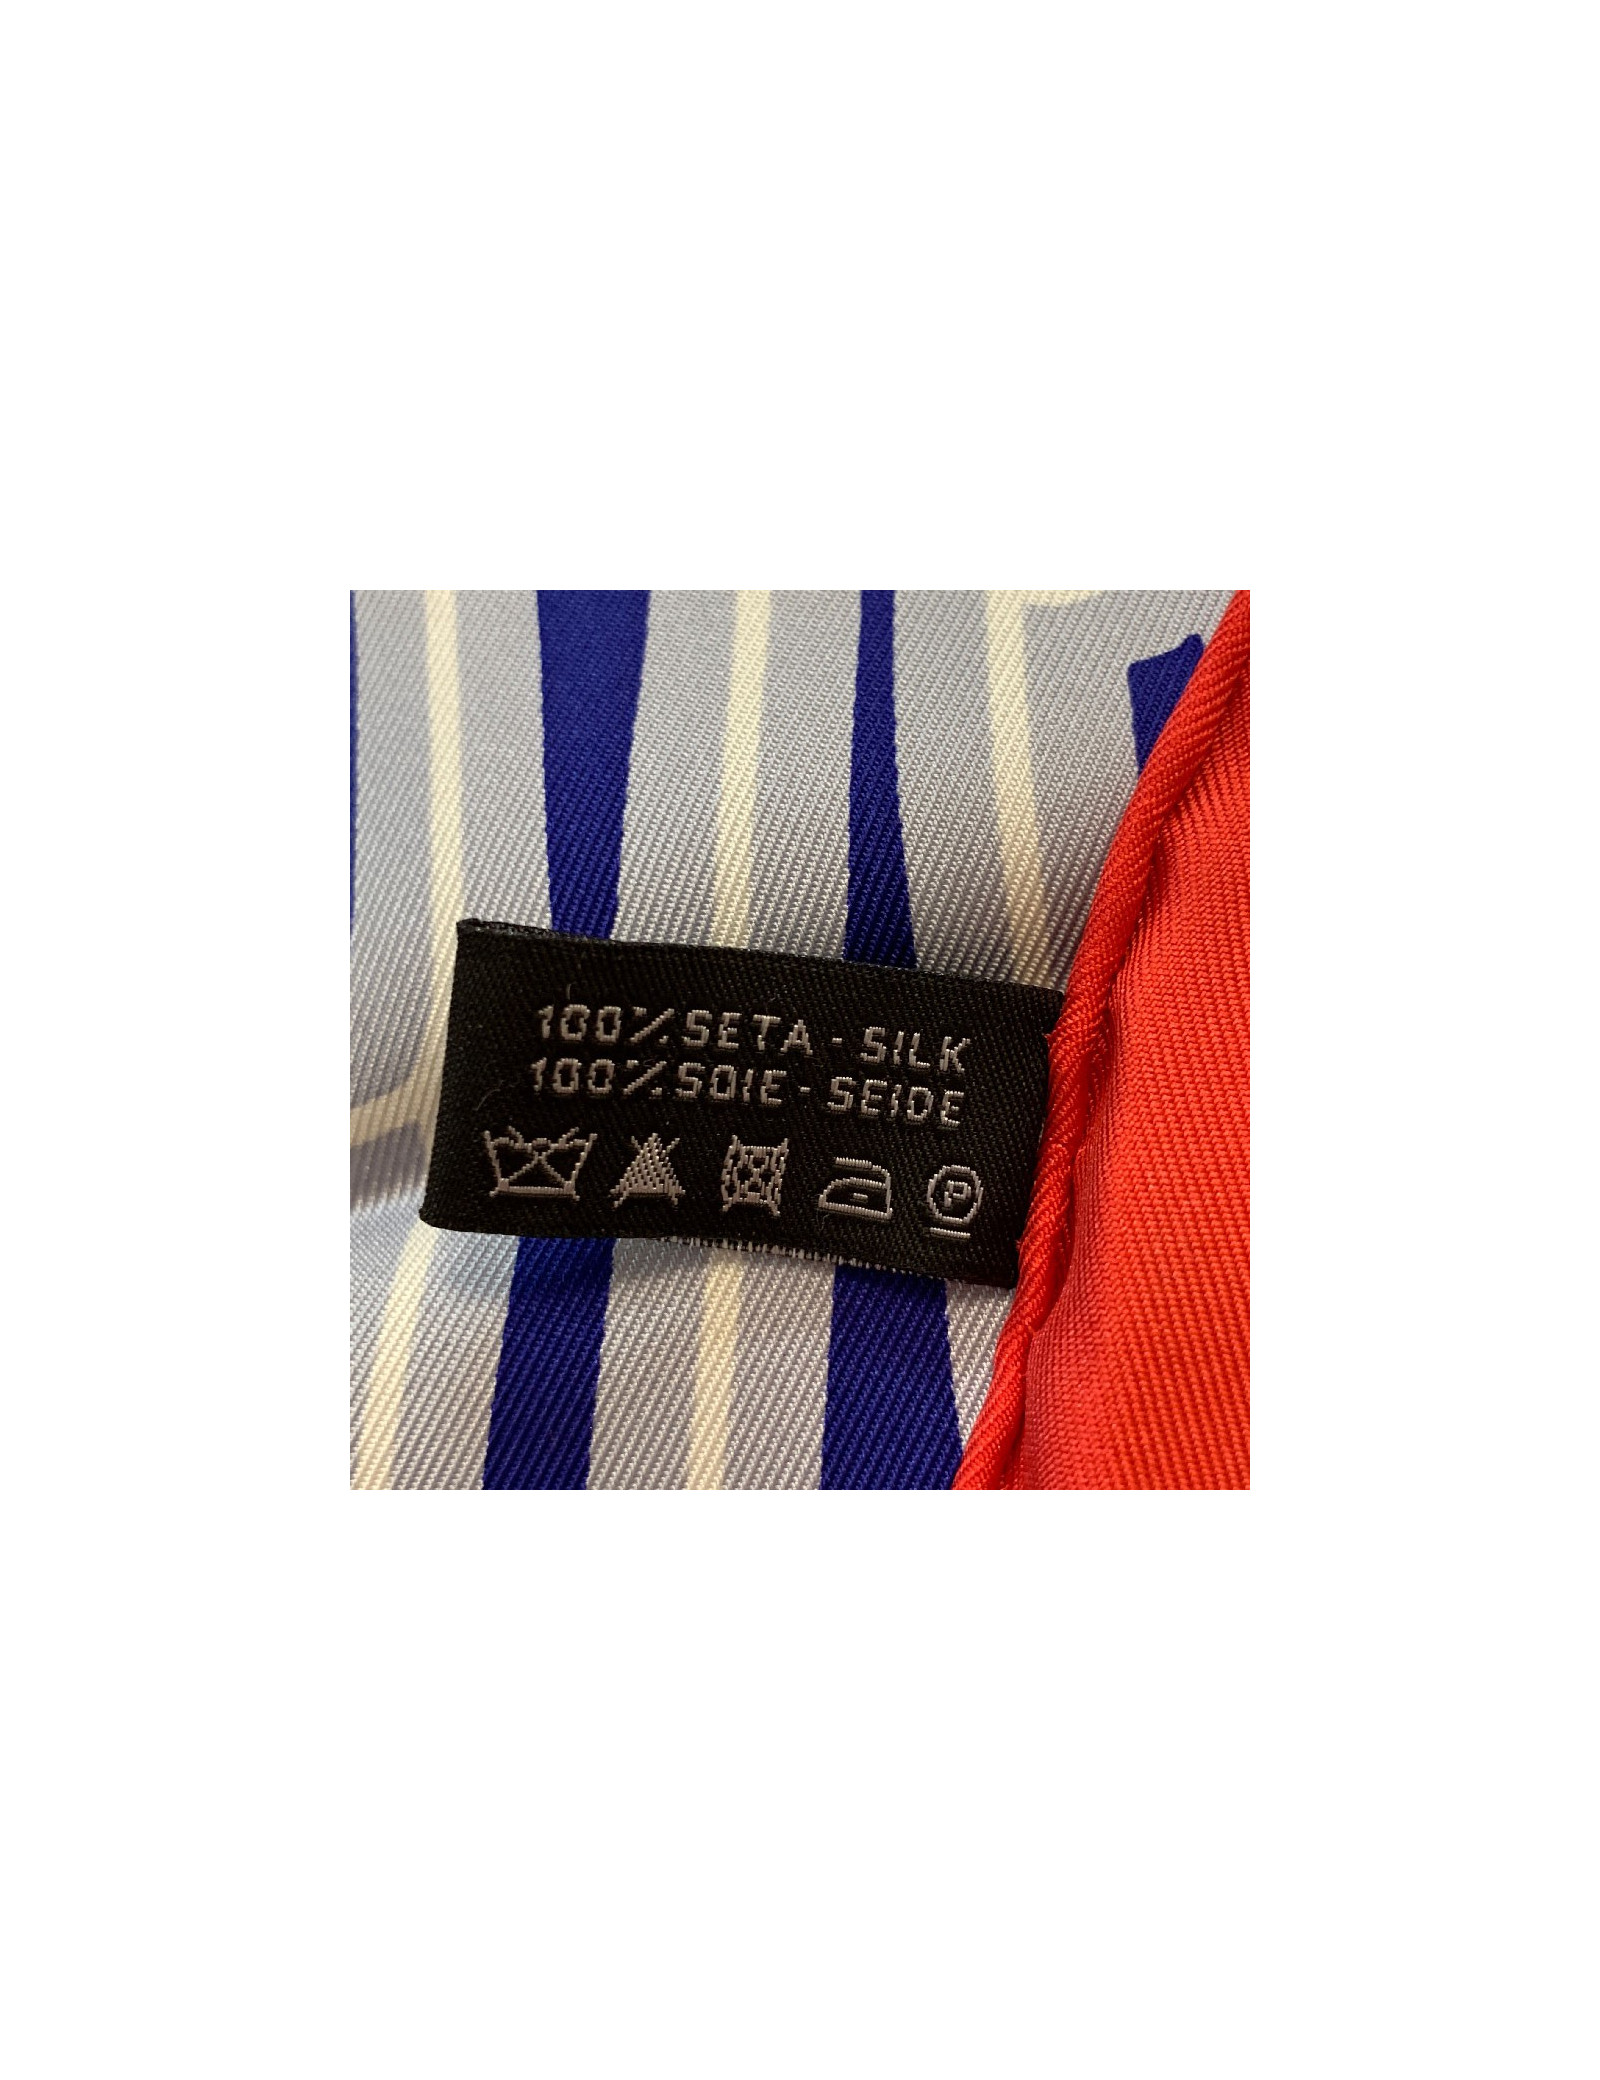 100% SETA - SILK
100% SOIE - SEIDE
P